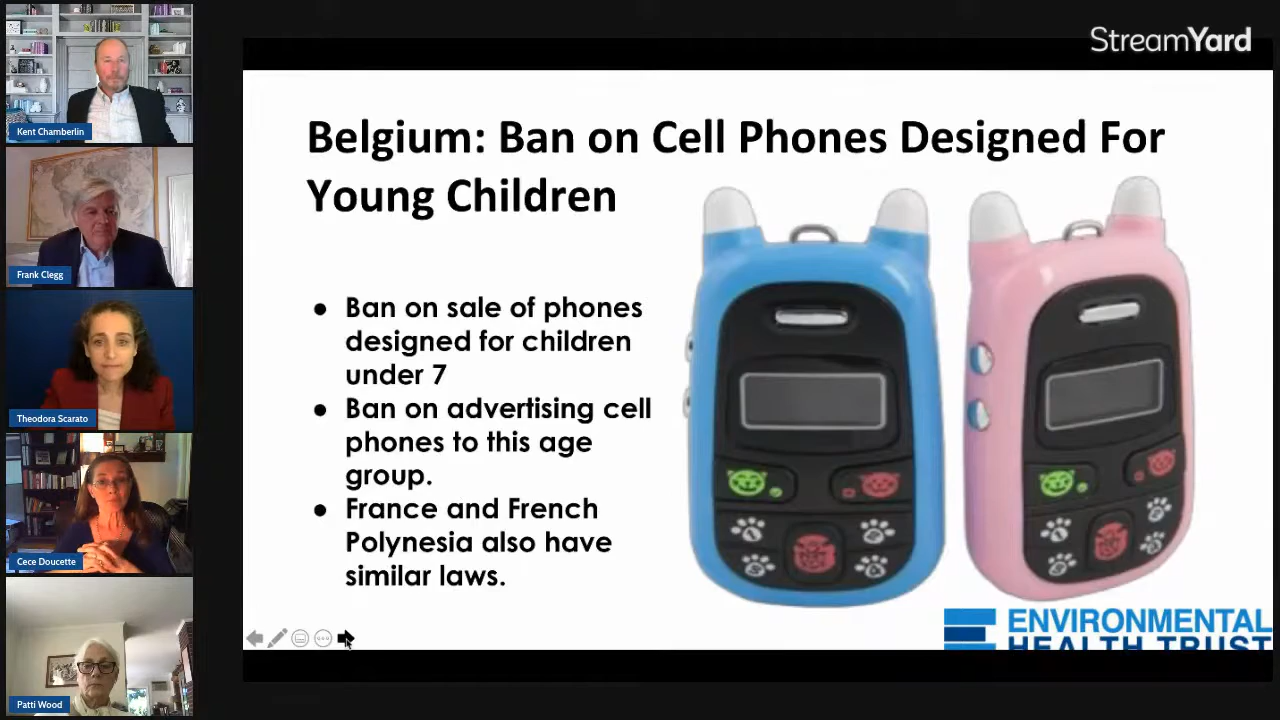 StreamYard
Kent Chamberlin
Frank Clegg
Theodora Scarato
Cece Doucette
Patti Wood
Belgium: Ban on Cell Phones Designed For
Young Children
● Ban on sale of phones
designed for children
under 7
● Ban on advertising cell
phones to this age
group.
● France and French
Polynesia also have
similar laws.
ENVIRONMENTAL
HEALTH TRUST